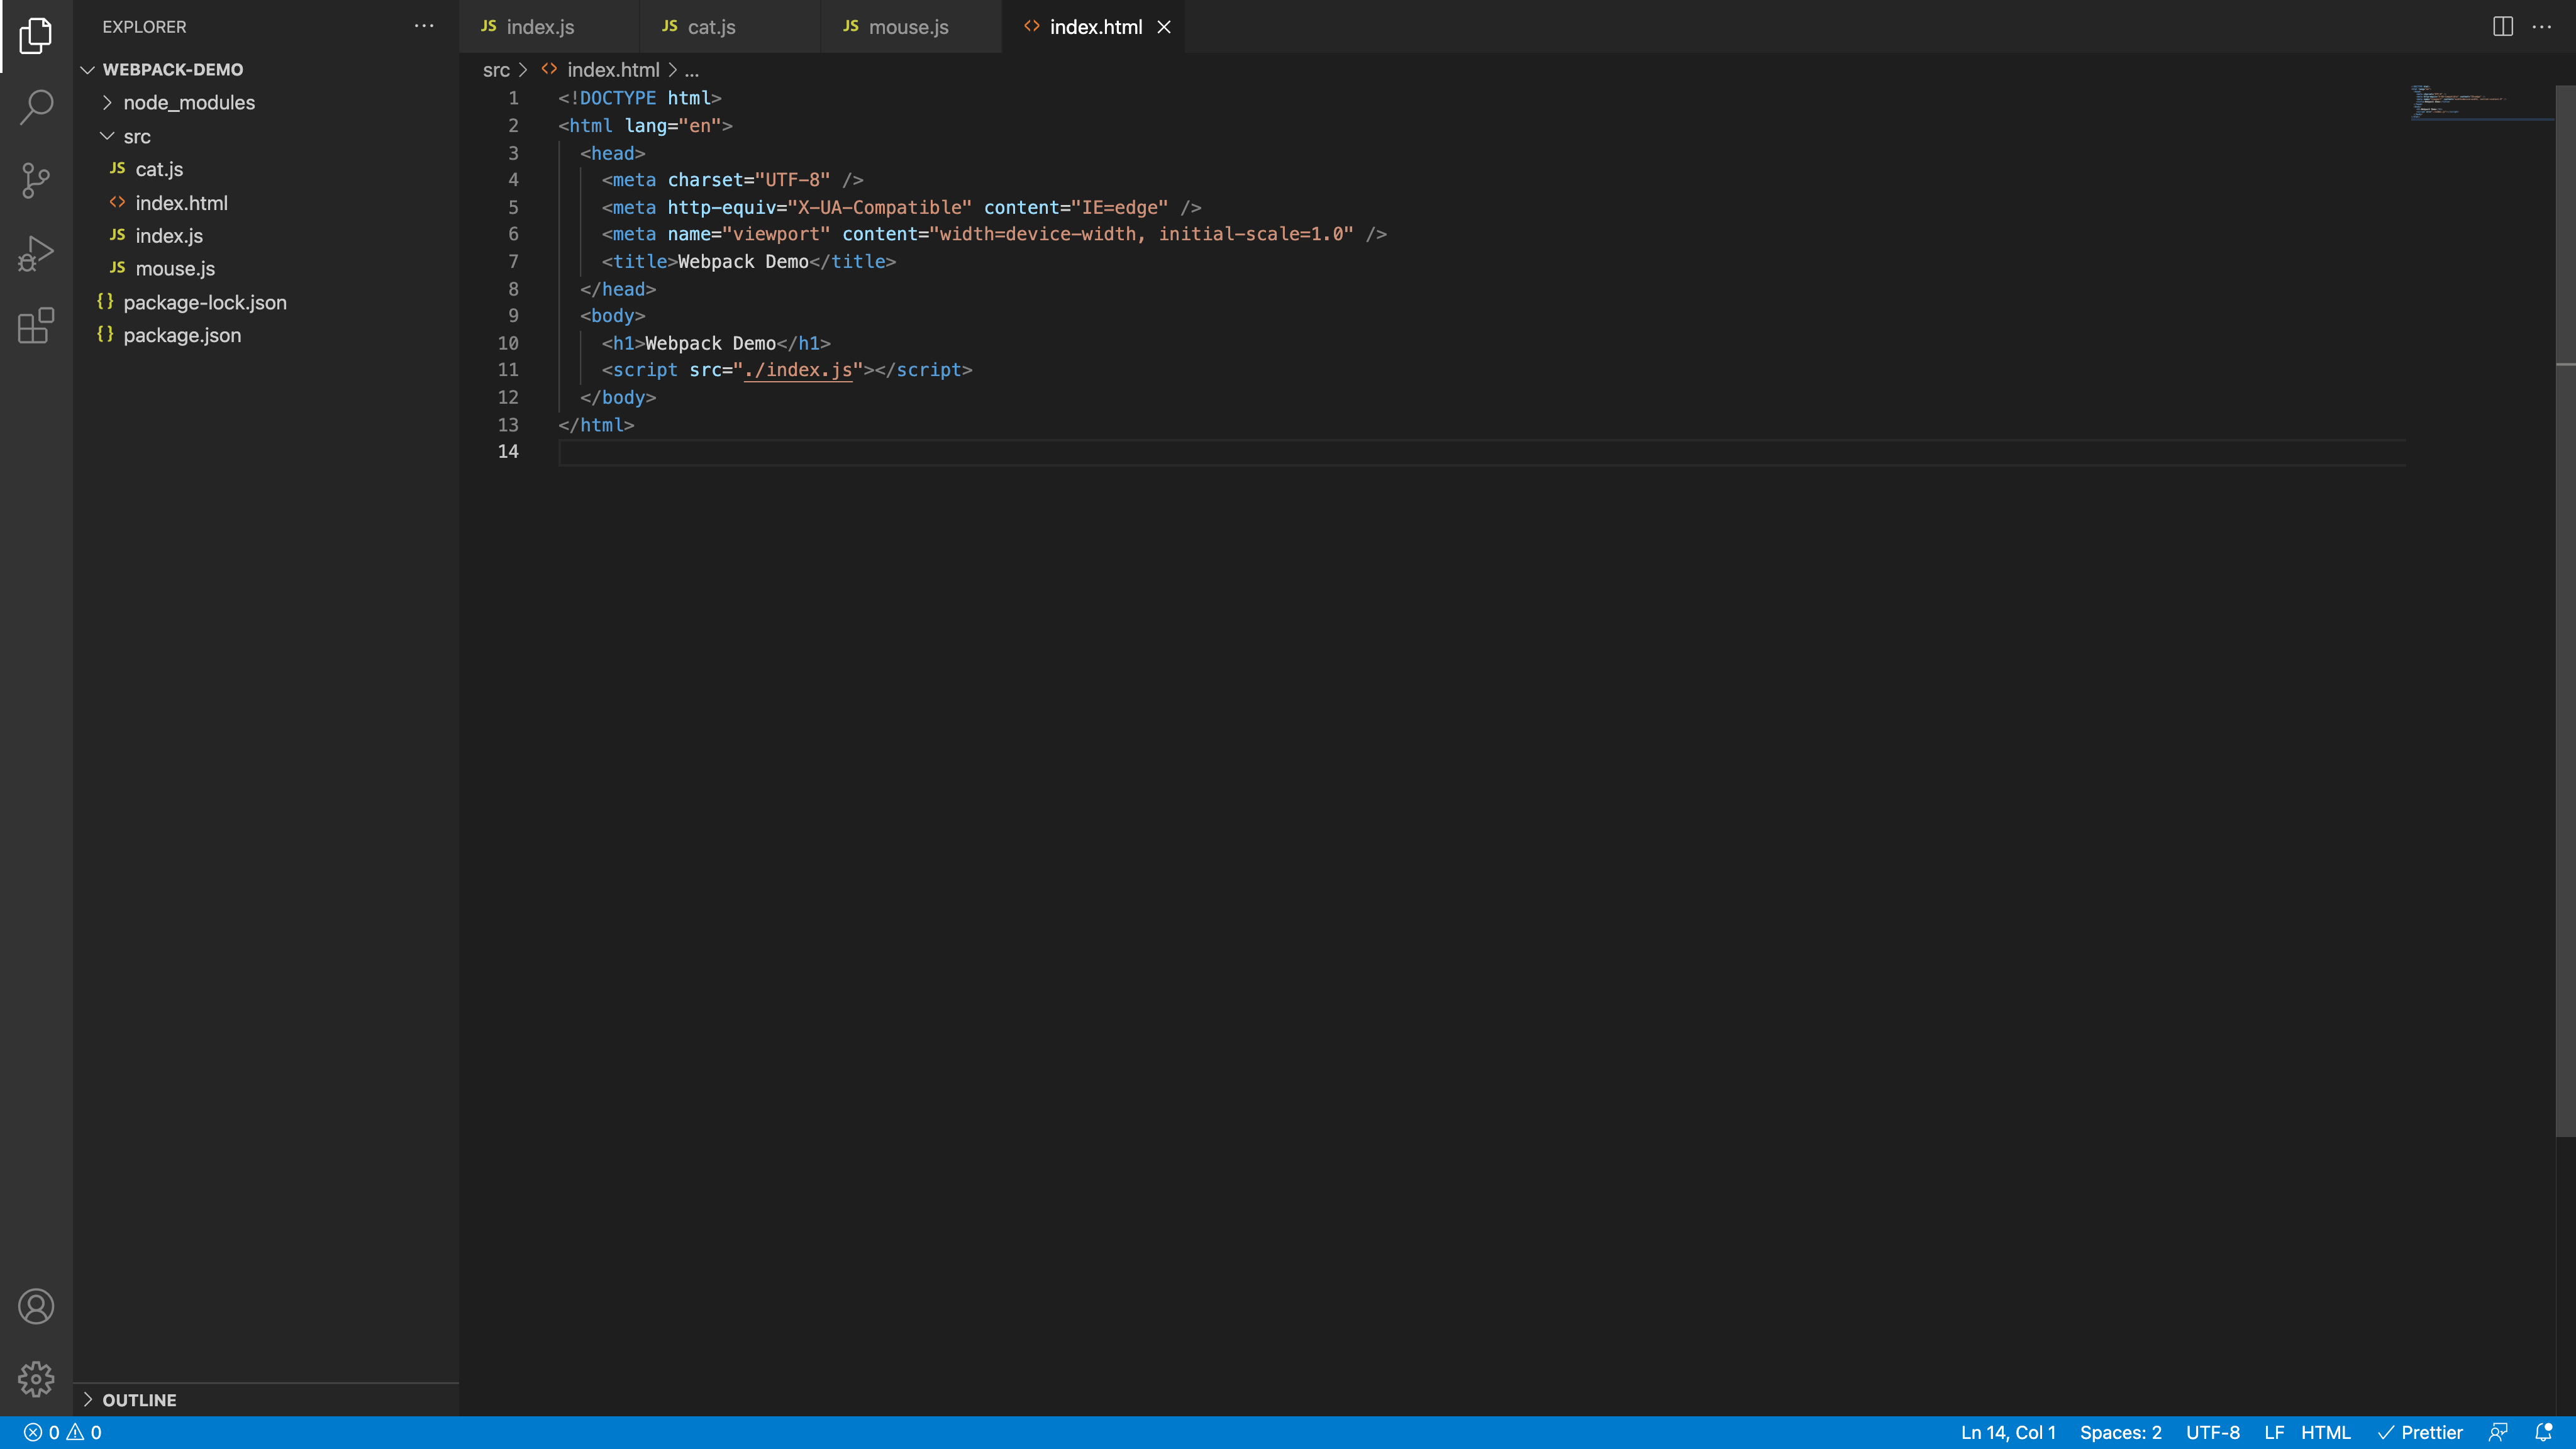 EXPLORER
WEBPACK-DEMO
node_modules
src
JS cat.js
<> index.html
JS index.js
JS mouse.js
{} package-lock.json
{} package.json
OUTLINE
JS index.js
JS cat.js
JS mouse.js
<> index.html
src > <> index.html > ...
1 <!DOCTYPE html>
2 <html lang="en">
3 <head>
4 <meta charset="UTF-8" />
5 <meta http-equiv="X-UA-Compatible" content="IE=edge" />
6 <meta name="viewport" content="width=device-width, initial-scale=1.0" />
7 <title>Webpack Demo</title>
8 </head>
9 <body>
10 <h1>Webpack Demo</h1>
11 <script src="./index.js"></script>
12 </body>
13 </html>
14
0 0 Ln 14, Col 1 Spaces: 2 UTF-8 LF HTML Prettier